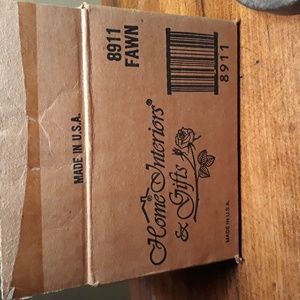 8911
FAWN
8911
MADE IN U.S.A.
Home Interiors®
& Gifts
MADE IN U.S.A.